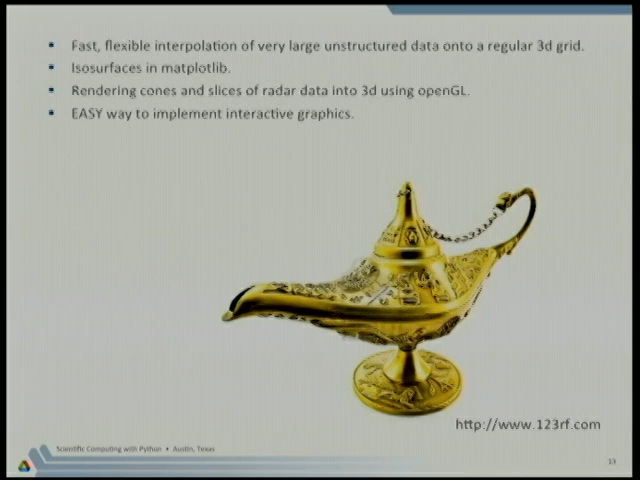 Fast, flexible interpolation of very large unstructured data onto a regular 3d grid.
Isosurfaces in matplotlib.
Rendering cones and slices of radar data into 3d using openGL.
EASY way to implement interactive graphics.
http://www.123rf.com
Scientific Computing with Python • Austin, Texas
13